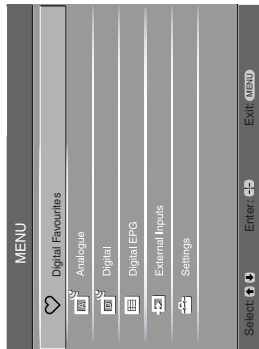 MENU
Digital Favourites
Analogue
Digital
Digital EPG
External Inputs
Settings
Select: Enter: Exit: MENU